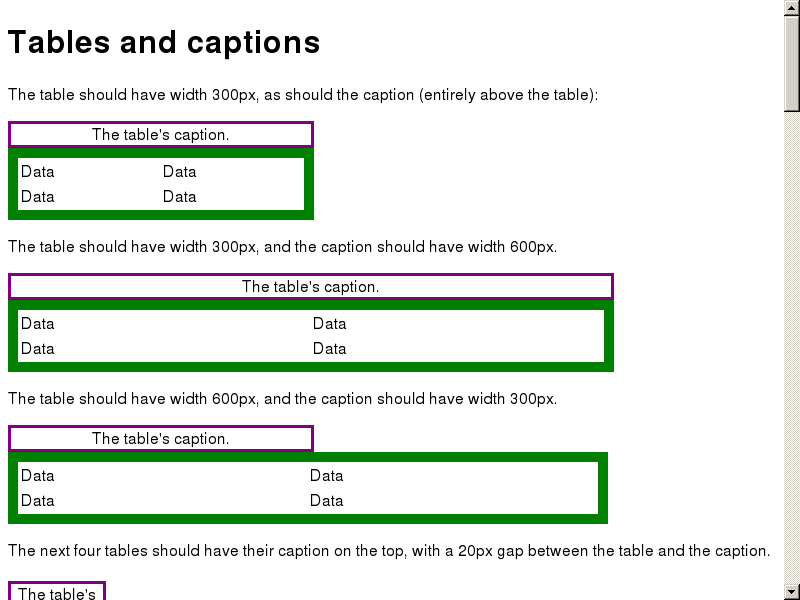 Tables and captions
The table should have width 300px, as should the caption (entirely above the table):
The table's caption.
Data Data
Data Data
The table should have width 300px, and the caption should have width 600px.
The table's caption.
Data Data
Data Data
The table should have width 600px, and the caption should have width 300px.
The table's caption.
Data Data
Data Data
The next four tables should have their caption on the top, with a 20px gap between the table and the caption.
The table's